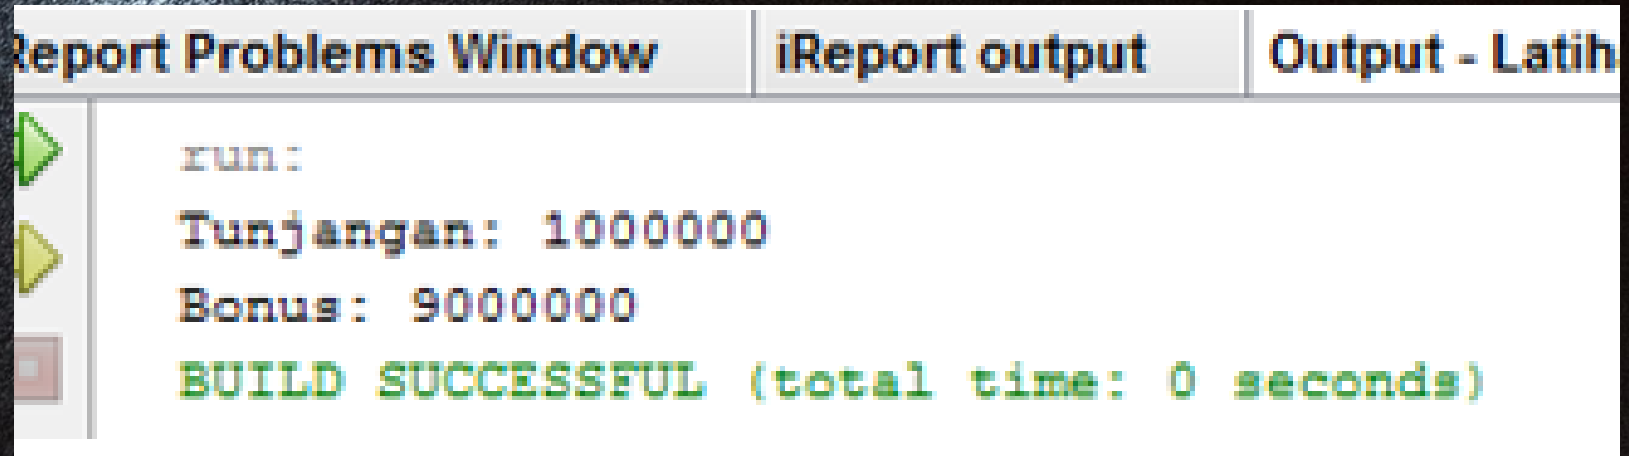 Report Problems Window
iReport output
Output - Latih
run:
Tunjangan: 1000000
Bonus: 9000000
BUILD SUCCESSFUL (total time: 0 seconds)